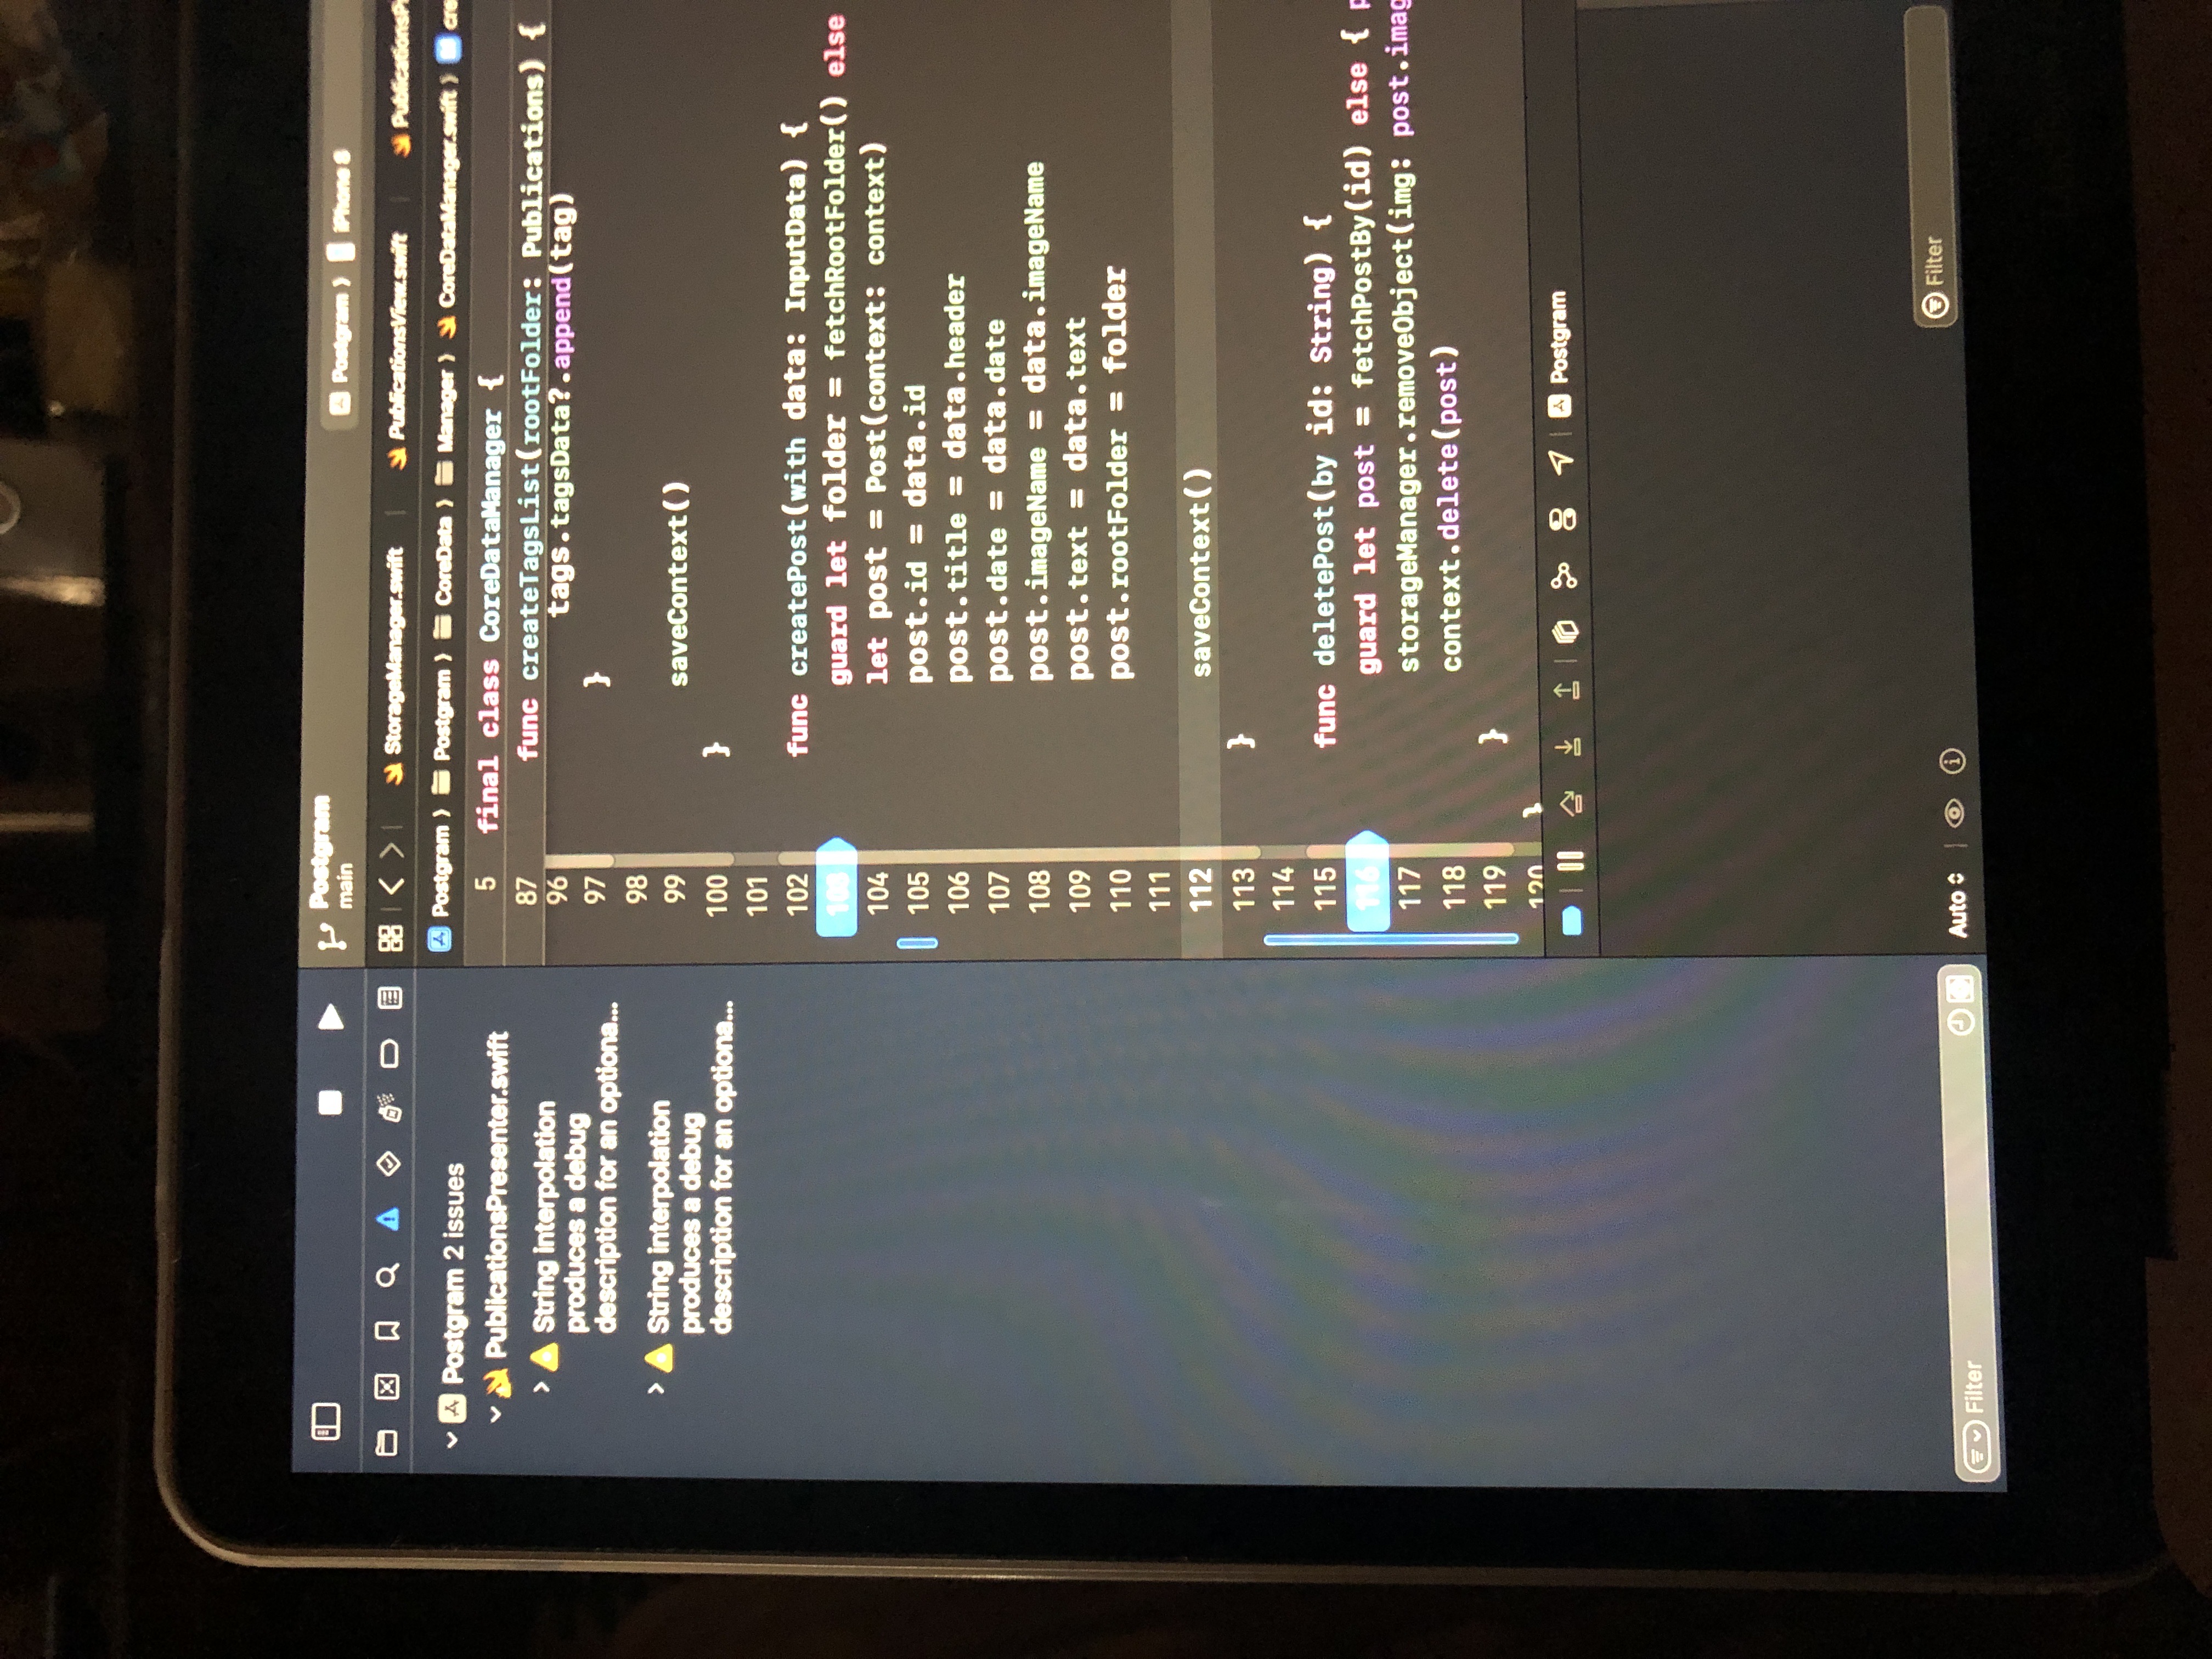 Postgram
main
Postgram 〉 iPhone 8
StorageManager.swift
PublicationsView.swift
Postgram 〉 Postgram 〉 CoreData 〉 Manager 〉 CoreDataManager.swift 〉
Postgram 2 issues
PublicationsPresenter.swift
String interpolation
produces a debug
description for an optiona...
String interpolation
produces a debug
description for an optiona...
5 final class CoreDataManager {
87 func createTagsList(rootFolder: Publications) {
96 tags.tagsData?.append(tag)
97 }
98
99 saveContext()
100 }
101
102 func createPost(with data: InputData) {
103 guard let folder = fetchRootFolder() else
104 let post = Post(context: context)
105 post.id = data.id
106 post.title = data.header
107 post.date = data.date
108 post.imageName = data.imageName
109 post.text = data.text
110 post.rootFolder = folder
111
112 saveContext()
113 }
114
115 func deletePost(by id: String) {
116 guard let post = fetchPostBy(id) else {
117 storageManager.removeObject(img: post.imag
118 context.delete(post)
119 }
120 }
Postgram
Auto
Filter
Filter